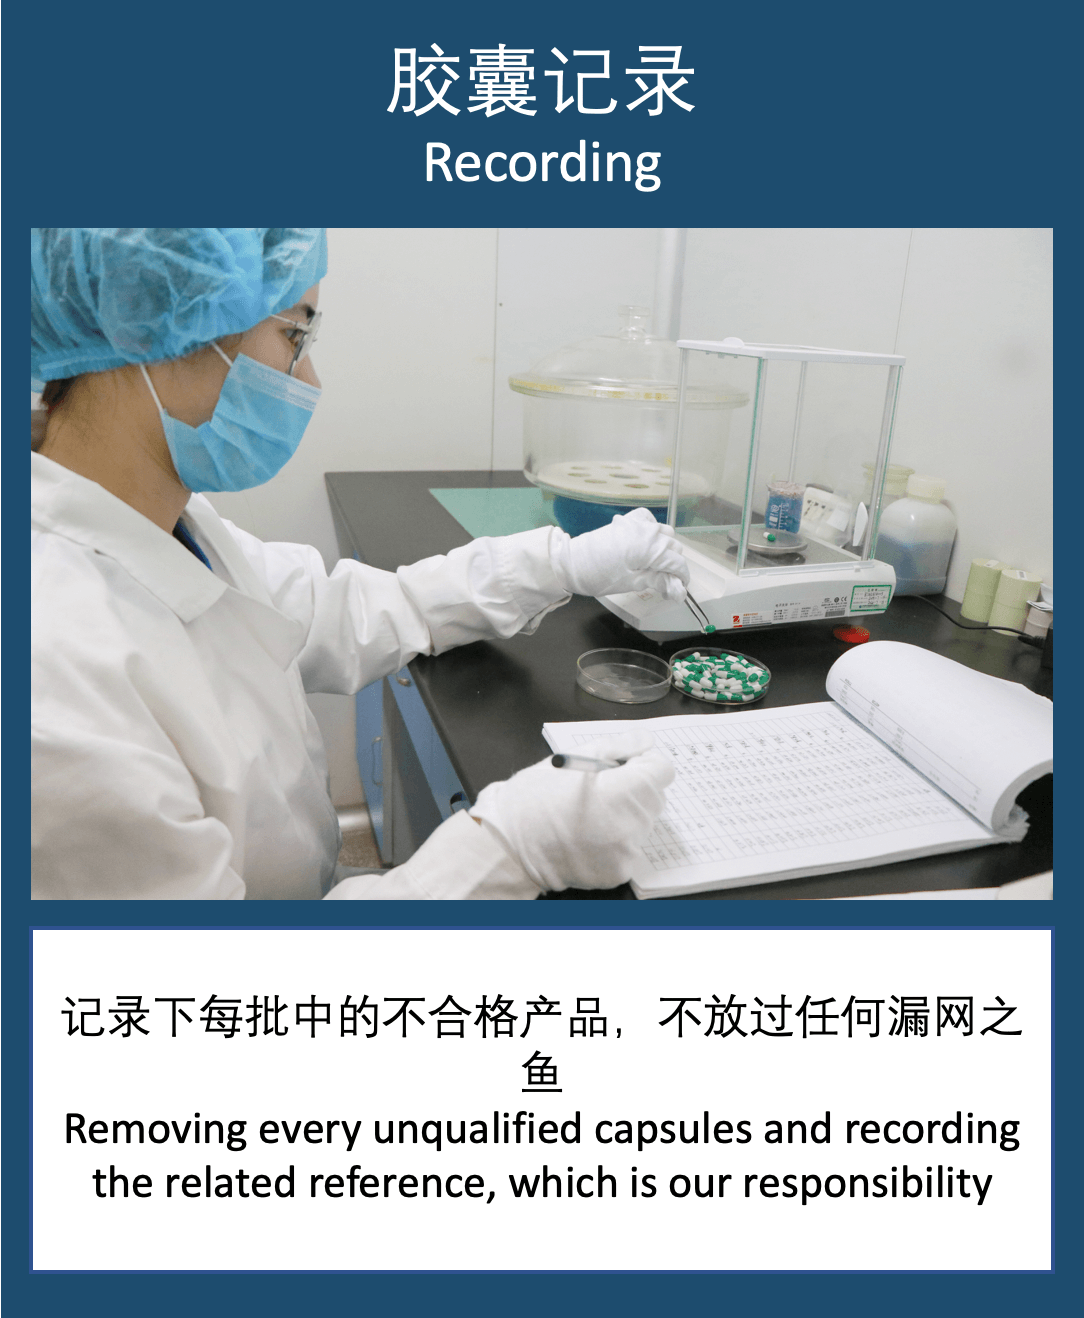 胶囊记录
Recording
记录下每批中的不合格产品，不放过任何漏网之
鱼
Removing every unqualified capsules and recording
the related reference, which is our responsibility